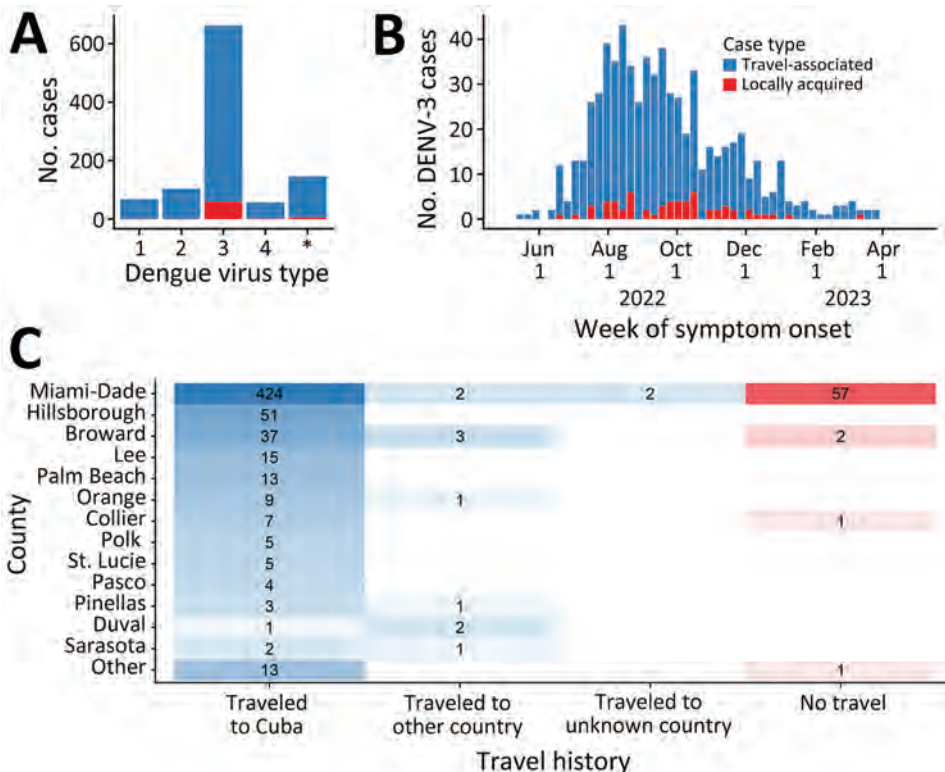 A
No. cases
600
400
200
0
1 2 3 4 *
Dengue virus type
B
No. DENV-3 cases
40
30
20
10
0
Case type
Travel-associated
Locally acquired
Jun Aug Oct Dec Feb Apr
1 1 1 1 1 1
2022 2023
Week of symptom onset
C
County
Miami-Dade 424 2 2 57
Hillsborough 51
Broward 37 3 2
Lee 15
Palm Beach 13
Orange 9 1
Collier 7 1
Polk 5
St. Lucie 5
Pasco 4
Pinellas 3 1
Duval 1 2
Sarasota 2 1
Other 13 1
Traveled Traveled to Traveled to No travel
to Cuba other country unknown country
Travel history